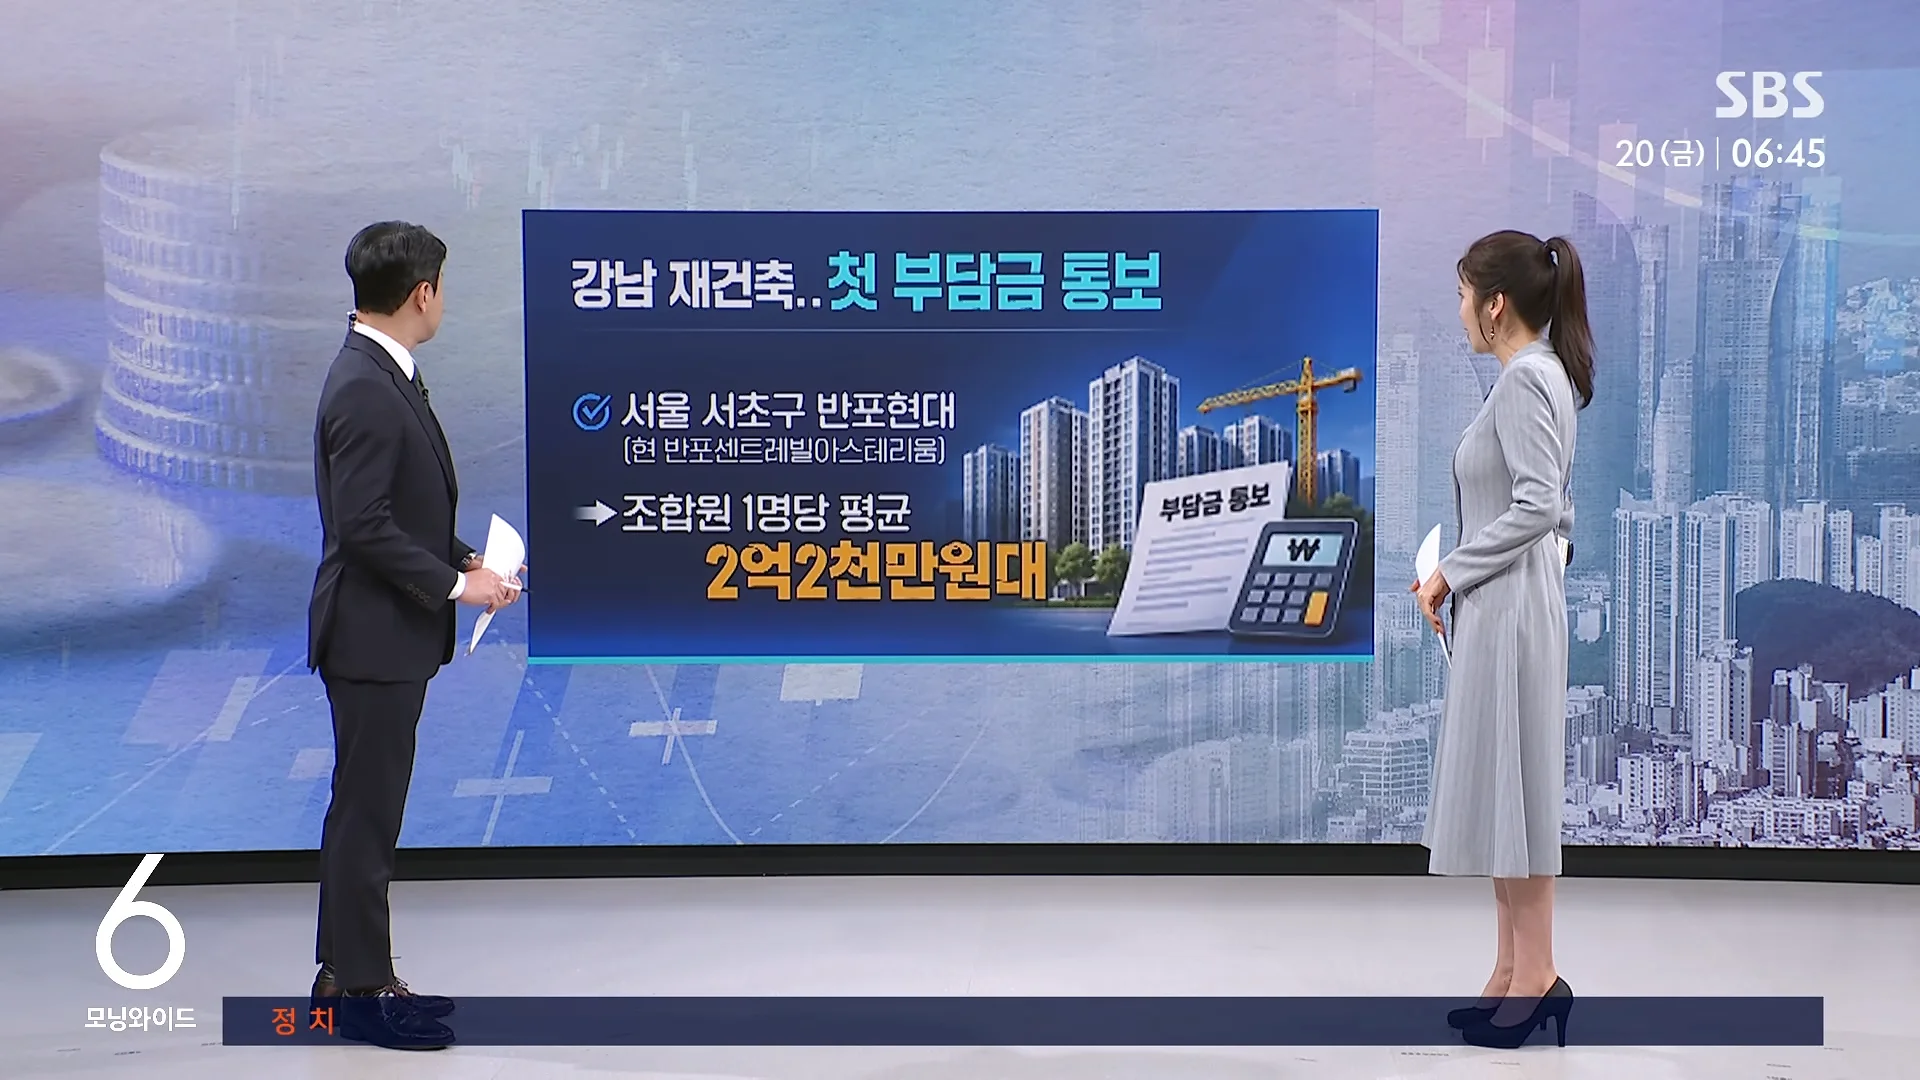 SBS
20(금) | 06:45
강남 재건축..첫 부담금 통보
서울 서초구 반포현대
(현 반포센트레빌아스테리움)
조합원 1명당 평균
2억2천만원대
부담금 통보
₩
6
모닝와이드
정치